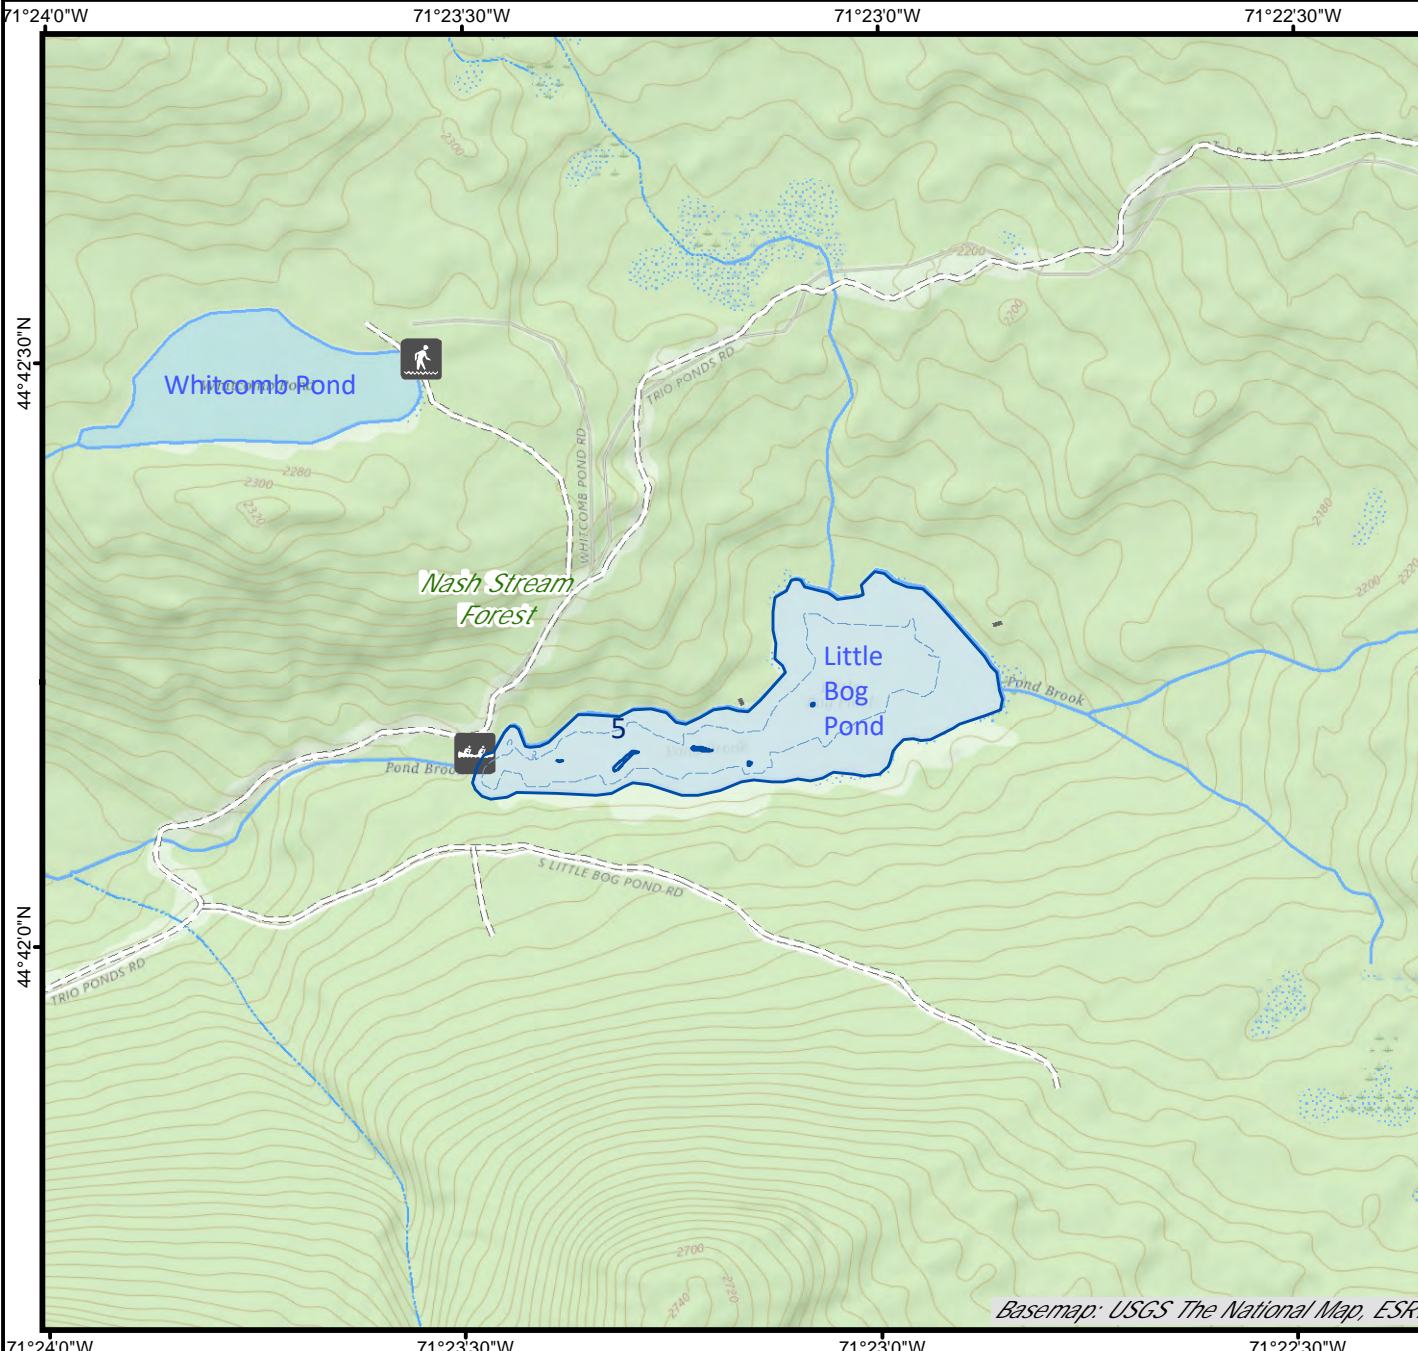 71°24'0"W
71°23'30"W
71°23'0"W
71°22'30"W
2300
2200
2200
44°42'30"N
TRIO PONDS RD
Whitcomb Pond
WHITCOMB POND RD
2280
2300
2320
2180
2200
2220
Nash Stream
Forest
Little
Bog
Pond
Pond Brook
5
Pond Broo
S LITTLE BOG POND RD
44°42'0"N
TRIO PONDS RD
2700
2720
2740
Basemap: USGS The National Map, ESR
71°24'0"W
71°23'30"W
71°23'0"W
71°22'30"W